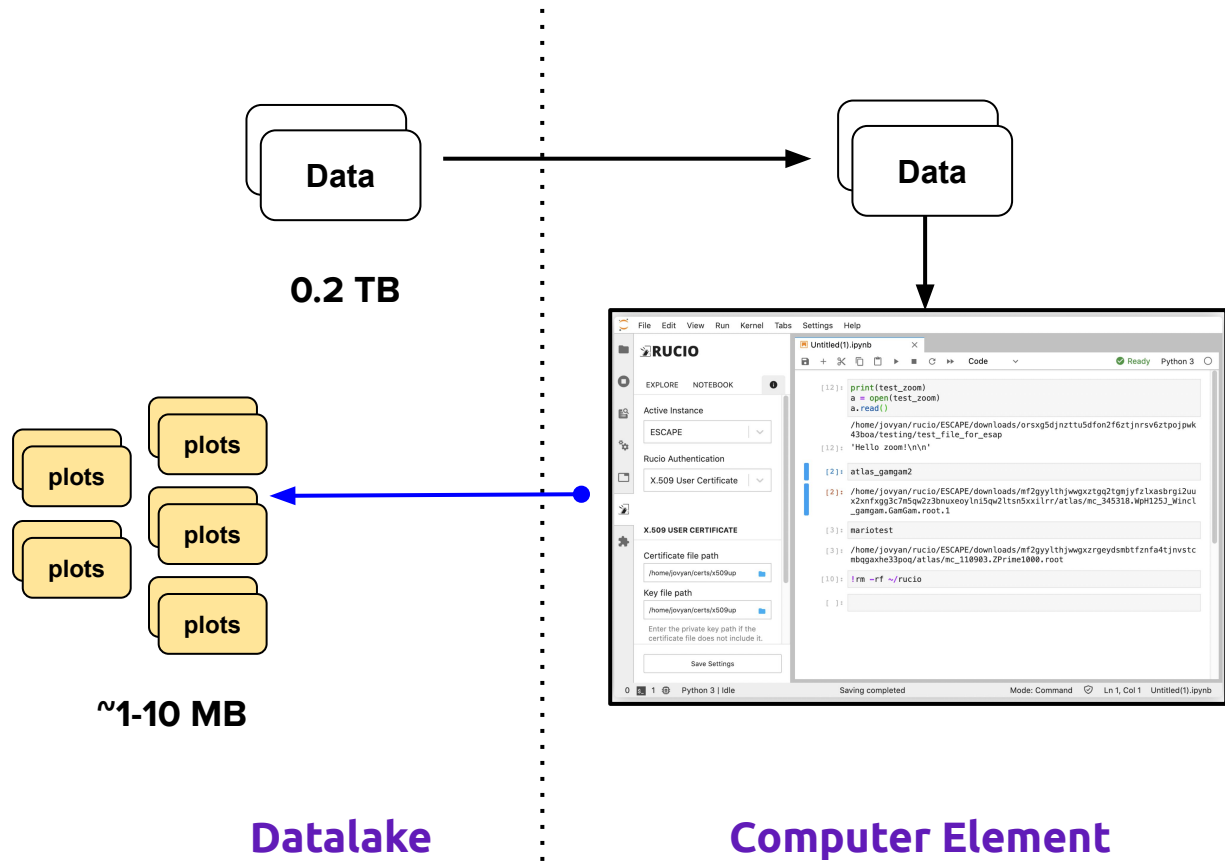 Data
0.2 TB
Data
plots
plots
plots
plots
plots
~1-10 MB
File Edit View Run Kernel Tabs Settings Help
RUCIO
EXPLORE NOTEBOOK
Active Instance
ESCAPE
Rucio Authentication
X.509 User Certificate
X.509 USER CERTIFICATE
Certificate file path
/home/jovyan/certs/x509up
Key file path
/home/jovyan/certs/x509up
Enter the private key path if the
certificate file does not include it.
Save Settings
Untitled(1).ipynb
Code
Ready Python 3
[12]: print(test_zoom)
a = open(test_zoom)
a.read()
/home/jovyan/rucio/ESCAPE/downloads/orsxg5djnzttu5dfon2f6ztjnrsv6ztpojpwk
43boa/testing/test_file_for_esap
[12]: 'Hello zoom!\n\n'
[2]: atlas_gamgam2
[2]: /home/jovyan/rucio/ESCAPE/downloads/mf2gyylthjwwgxztgq2tgmjyfzlxasbrgi2uu
x2xnfxgg3c7m5qw2z3bnuxeoylni5qw2ltsn5xxilrr/atlas/mc_345318.WpH125J_Wincl
_gamgam.GamGam.root.1
[3]: mariotest
[3]: /home/jovyan/rucio/ESCAPE/downloads/mf2gyylthjwwgxzrgeydsmbtfznfa4tjnvstc
mbqgaxhe33poq/atlas/mc_110903.ZPrime1000.root
[10]: !rm -rf ~/rucio
[ ]:
0 1 Python 3 | Idle Saving completed Mode: Command Ln 1, Col 1 Untitled(1).ipynb
Datalake
Computer Element